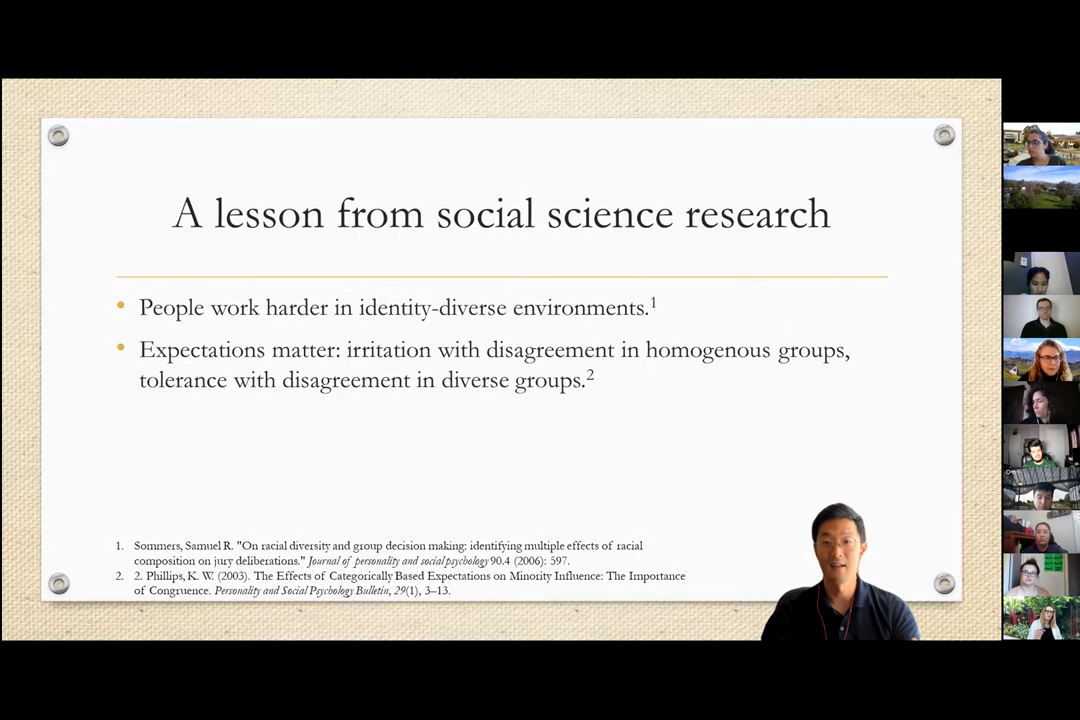 A lesson from social science research
• People work harder in identity-diverse environments.1
• Expectations matter: irritation with disagreement in homogenous groups,
tolerance with disagreement in diverse groups.2
1. Sommers, Samuel R. "On racial diversity and group decision making: identifying multiple effects of racial
composition on jury deliberations." Journal of personality and social psychology 90.4 (2006): 597.
2. 2. Phillips, K. W. (2003). The Effects of Categorically Based Expectations on Minority Influence: The Importance
of Congruence. Personality and Social Psychology Bulletin, 29(1), 3–13.